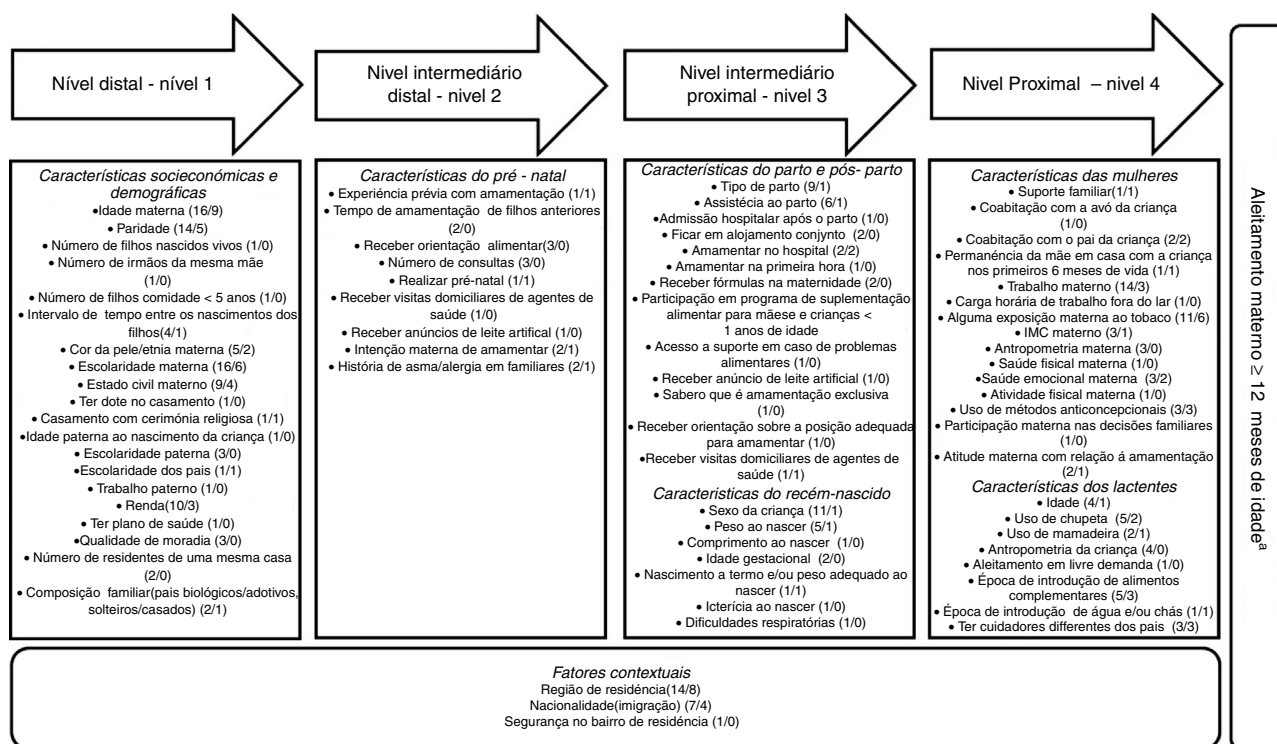 Nível distal - nível 1
Nivel intermediário
distal - nivel 2
Nivel intermediário
proximal - nivel 3
Nivel Proximal – nivel 4
Características socieconómicas e
demográficas
•Idade materna (16/9)
• Paridade (14/5)
• Número de filhos nascidos vivos (1/0)
• Número de irmãos da mesma mãe
(1/0)
• Número de filhos comidade < 5 anos (1/0)
• Intervalo de tempo entre os nascimentos dos
filhos(4/1)
• Cor da pele/etnia materna (5/2)
• Escolaridade materna (16/6)
• Estado civil materno (9/4)
• Ter dote no casamento (1/0)
• Casamento com cerimónia religiosa (1/1)
•Idade paterna ao nascimento da criança (1/0)
• Escolaridade paterna (3/0)
•Escolaridade dos pais (1/1)
• Trabalho paterno (1/0)
• Renda(10/3)
• Ter plano de saúde (1/0)
•Qualidade de moradia (3/0)
• Número de residentes de uma mesma casa
(2/0)
• Composição familiar(pais biológicos/adotivos,
solteiros/casados) (2/1)
Características do pré - natal
• Experiência prévia com amamentação (1/1)
• Tempo de amamentação de filhos anteriores
(2/0)
• Receber orientação alimentar(3/0)
• Número de consultas (3/0)
• Realizar pré-natal (1/1)
• Receber visitas domiciliares de agentes de
saúde (1/0)
• Receber anúncios de leite artifical (1/0)
• Intenção materna de amamentar (2/1)
• História de asma/alergia em familiares (2/1)
Características do parto e pós- parto
• Tipo de parto (9/1)
• Assistécia ao parto (6/1)
•Admissão hospitalar após o parto (1/0)
• Ficar em alojamento conjynto (2/0)
• Amamentar no hospital (2/2)
• Amamentar na primeira hora (1/0)
• Receber fórmulas na maternidade (2/0)
• Participação em programa de suplementação
alimentar para mãese e crianças <
1 anos de idade
• Acesso a suporte em caso de problemas
alimentares (1/0)
• Receber anúncio de leite artificial (1/0)
• Sabero que é amamentação exclusiva
(1/0)
• Receber orientação sobre a posição adequada
para amamentar (1/0)
•Receber visitas domiciliares de agentes de
saúde (1/1)
Caracteristicas do recém-nascido
• Sexo da criança (11/1)
• Peso ao nascer (5/1)
• Comprimento ao nascer (1/0)
• Idade gestacional (2/0)
• Nascimento a termo e/ou peso adequado ao
nascer (1/1)
• Icterícia ao nascer (1/0)
• Dificuldades respiratórias (1/0)
Características das mulheres
• Suporte familiar(1/1)
• Coabitação com a avó da criança
(1/0)
• Coabitação com o pai da criança (2/2)
• Permanéncia da mãe em casa com a criança
nos primeiros 6 meses de vida (1/1)
• Trabalho materno (14/3)
• Carga horária de trabalho fora do lar (1/0)
• Alguma exposição materna ao tobaco (11/6)
• IMC materno (3/1)
• Antropometria materna (3/0)
• Saúde fisical materna (1/0)
•Saúde emocional materna (3/2)
• Atividade fisical materna (1/0)
• Uso de métodos anticoncepcionais (3/3)
• Participação materna nas decisões familiares
(1/0)
• Atitude materna com relação á amamentação
(2/1)
Características dos lactentes
• Idade (4/1)
• Uso de chupeta (5/2)
• Uso de mamadeira (2/1)
• Antropometria da criança (4/0)
• Aleitamento em livre demanda (1/0)
• Época de introdução de alimentos
complementares (5/3)
• Época de introdução de água e/ou chás (1/1)
• Ter cuidadores differentes dos pais (3/3)
Aleitamento materno ≥ 12 meses de idadeª
Fatores contextuais
Região de residência(14/8)
Nacionalidade(imigração) (7/4)
Segurança no bairro de residência (1/0)